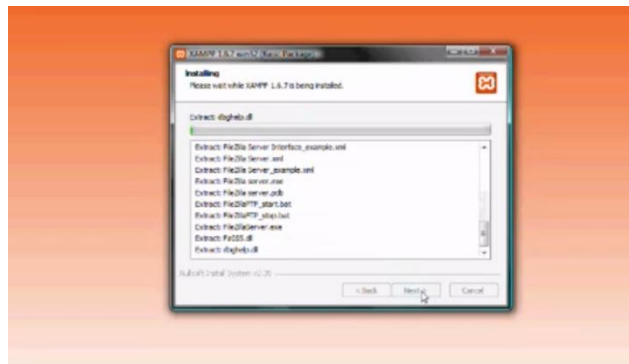 XAMPP 1.6.7 win32 (Basic Package)
Installing
Please wait while XAMPP 1.6.7 is being installed.
Extract: dbghelp.dll
Extract: FileZilla Server Interface_example.xml
Extract: FileZilla Server.xml
Extract: FileZilla Server_example.xml
Extract: FileZilla server.exe
Extract: FileZilla server.pdb
Extract: FileZillaFTP_start.bat
Extract: FileZillaFTP_stop.bat
Extract: FileZillaServer.exe
Extract: FzGSS.dll
Extract: dbghelp.dll
Nullsoft Install System v2.35
< Back
Next >
Cancel